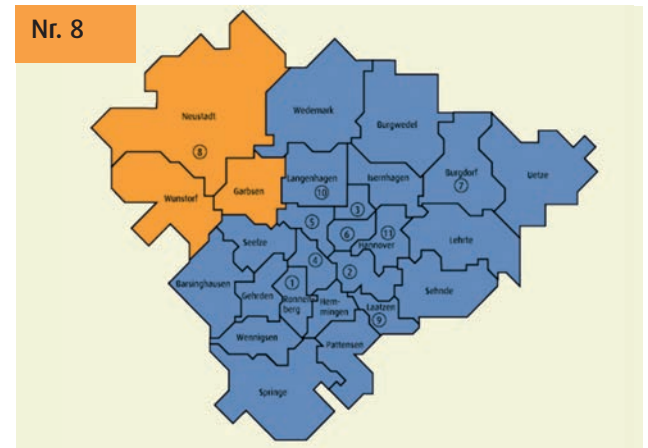 Nr. 8
Neustadt
8
Wedemark
Burgwedel
Wunstorf
Garbsen
Langenhagen
10
Isernhagen
Burgdorf
7
Uetze
3
5
6
11
Hannover
Seelze
Lehrte
4
2
Barsinghausen
Gehrden
1
Ronnen-
berg
Hem-
mingen
Laatzen
9
Sehnde
Wennigsen
Pattensen
Springe